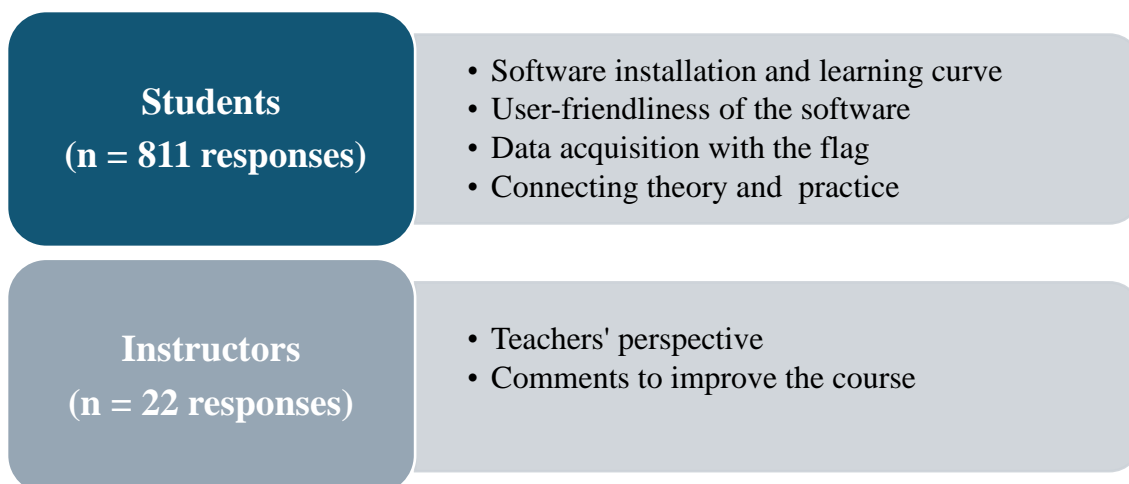 Students
(n = 811 responses)
• Software installation and learning curve
• User-friendliness of the software
• Data acquisition with the flag
• Connecting theory and  practice
Instructors
(n = 22 responses)
• Teachers' perspective
• Comments to improve the course